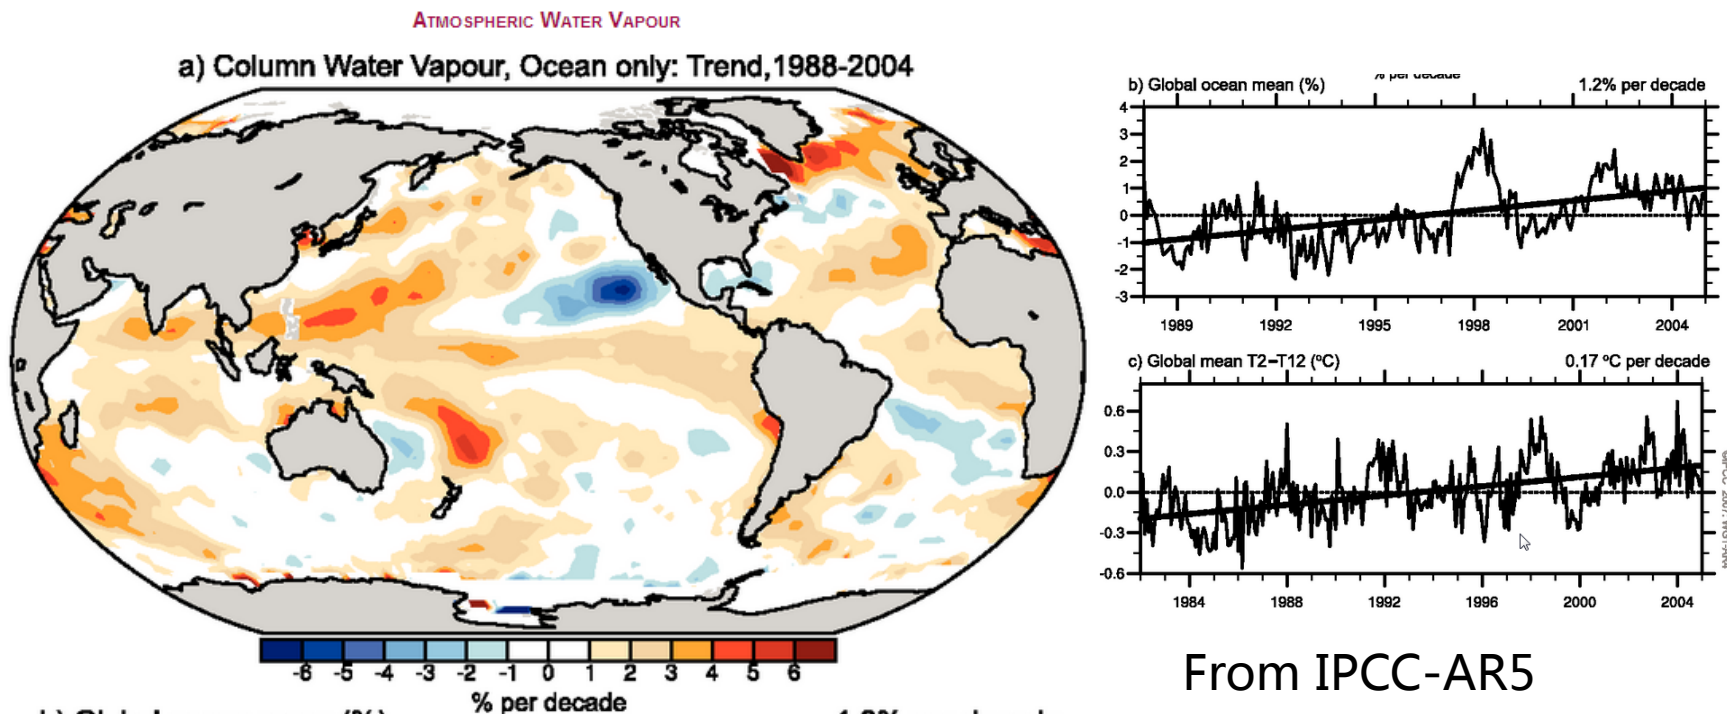 ATMOSPHERIC WATER VAPOUR
a) Column Water Vapour, Ocean only: Trend,1988-2004
-6 -5 -4 -3 -2 -1 0 1 2 3 4 5 6
% per decade
% per decade
b) Global ocean mean (%) 1.2% per decade
4
3
2
1
0
-1
-2
-3
1989 1992 1995 1998 2001 2004
c) Global mean T2–T12 (ºC) 0.17 ºC per decade
0.6
0.3
0.0
-0.3
-0.6
1984 1988 1992 1996 2000 2004
From IPCC-AR5